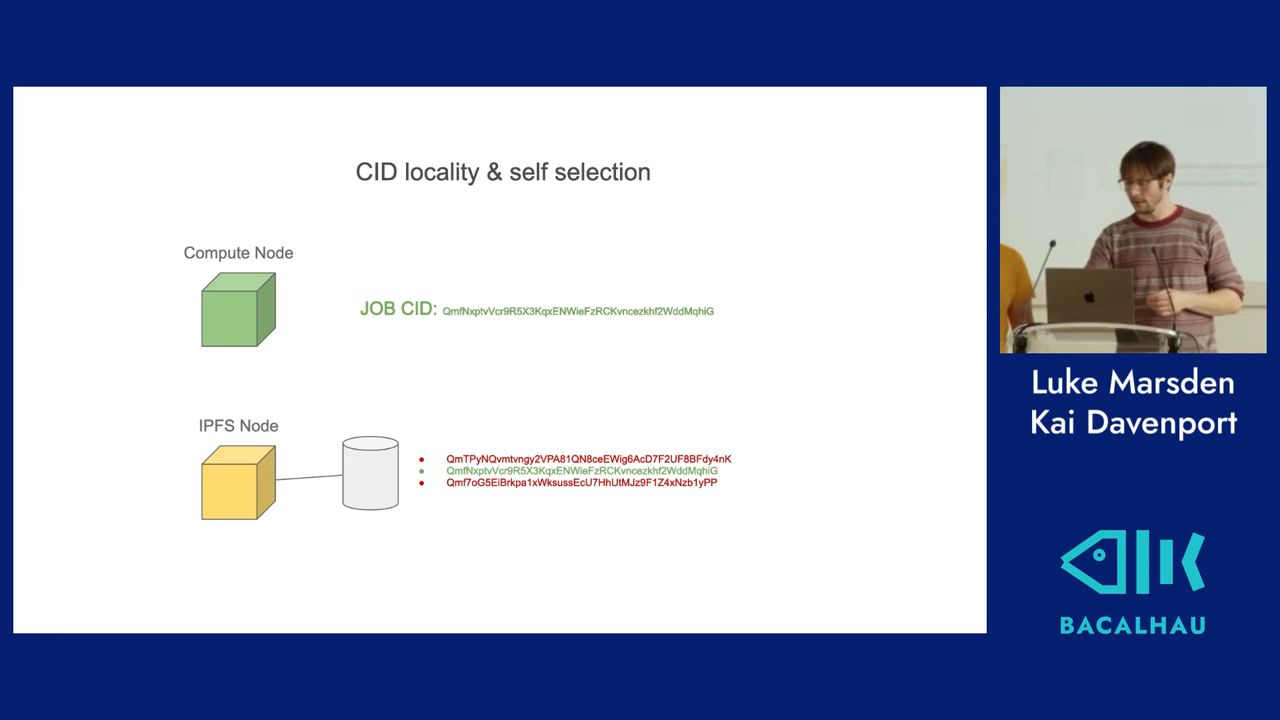 CID locality & self selection
Compute Node
JOB CID: QmfNxptvVcr9R5X3KqxENWieFzRCKvncezkhf2WddMqhiG
IPFS Node
QmTPyNQvmtvngy2VPA81QN8ceEWig6AcD7F2UF8BFdy4nK
QmfNxptvVcr9R5X3KqxENWieFzRCKvncezkhf2WddMqhiG
Qmf7oG5EiBrkpa1xWksussEcU7HhUtMJz9F1Z4xNzb1yPP
Luke Marsden
Kai Davenport
BACALHAU